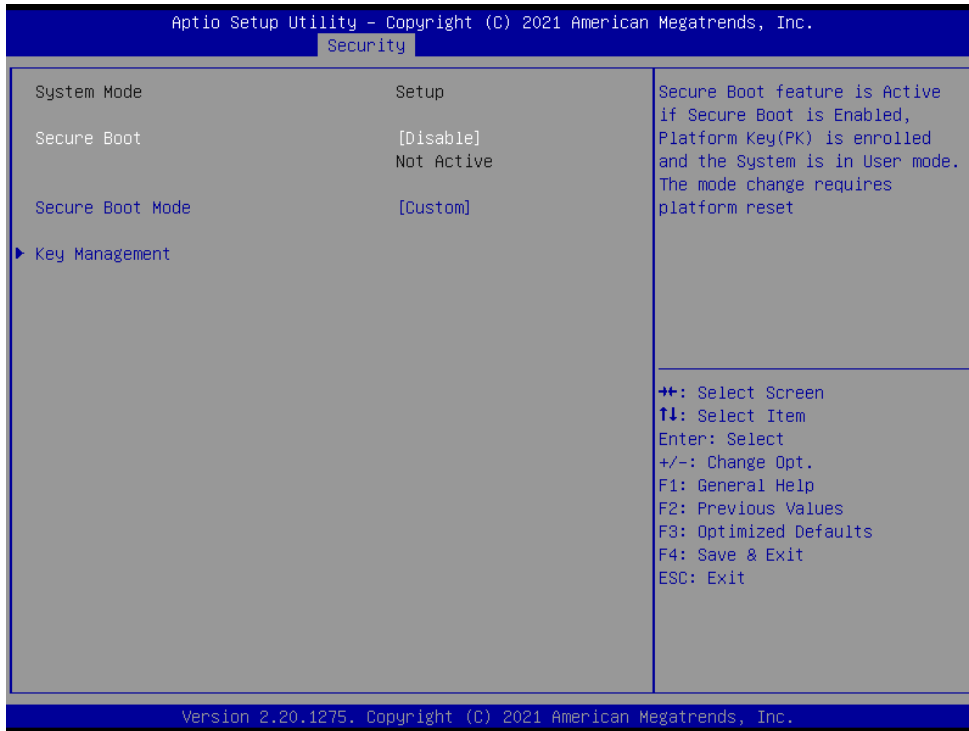 Aptio Setup Utility – Copyright (C) 2021 American Megatrends, Inc.
Security
System Mode Setup
Secure Boot [Disable]
Not Active
Secure Boot Mode [Custom]
▶ Key Management
Secure Boot feature is Active
if Secure Boot is Enabled,
Platform Key(PK) is enrolled
and the System is in User mode.
The mode change requires
platform reset
→←: Select Screen
↑↓: Select Item
Enter: Select
+/-: Change Opt.
F1: General Help
F2: Previous Values
F3: Optimized Defaults
F4: Save & Exit
ESC: Exit
Version 2.20.1275. Copyright (C) 2021 American Megatrends, Inc.